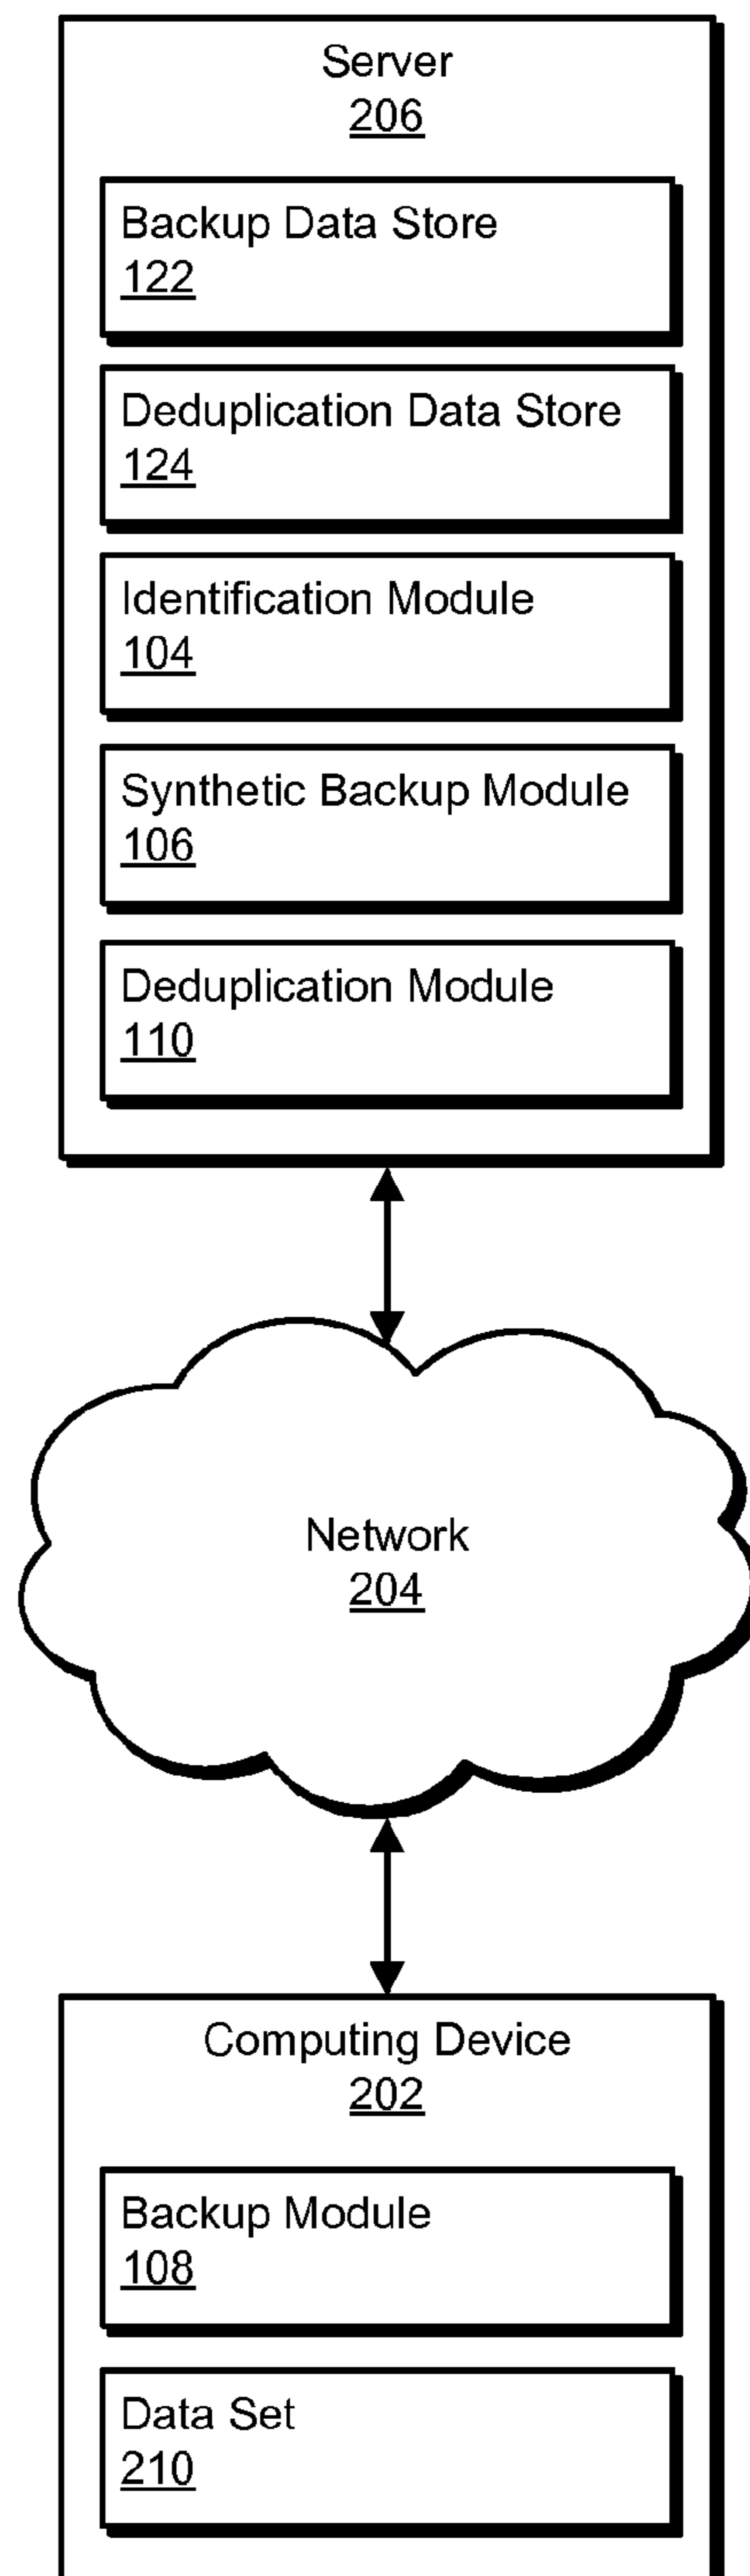 Server
206
Backup Data Store
122
Deduplication Data Store
124
Identification Module
104
Synthetic Backup Module
106
Deduplication Module
110
Network
204
Computing Device
202
Backup Module
108
Data Set
210